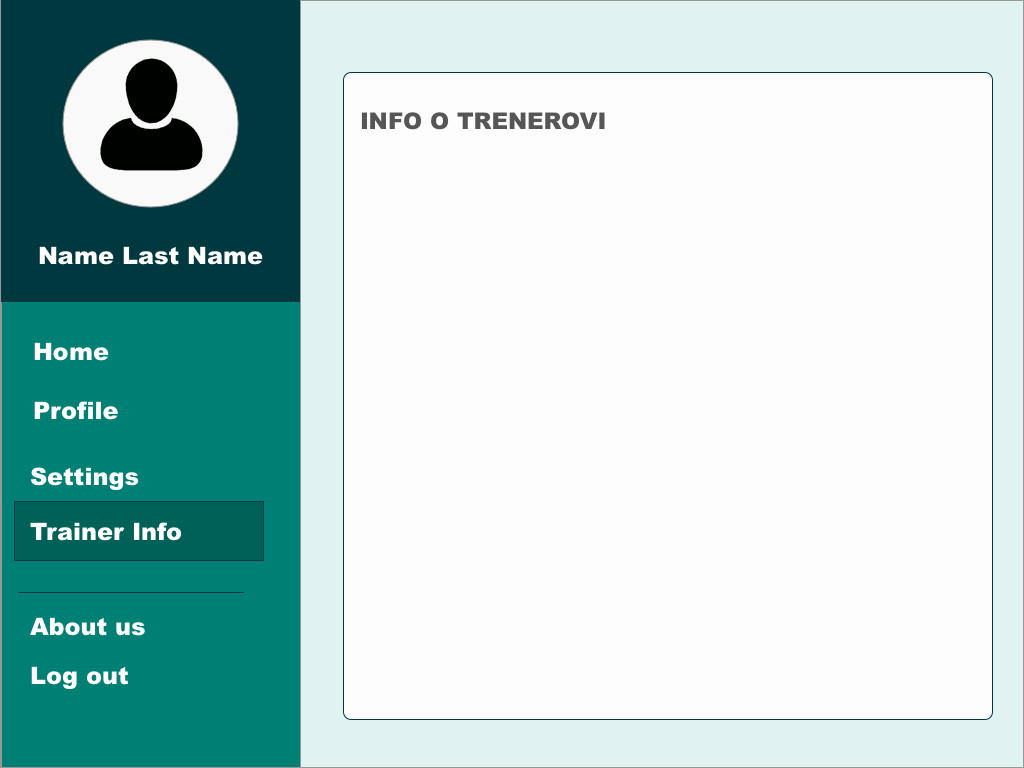 Name Last Name
Home
Profile
Settings
Trainer Info
About us
Log out
INFO O TRENEROVI